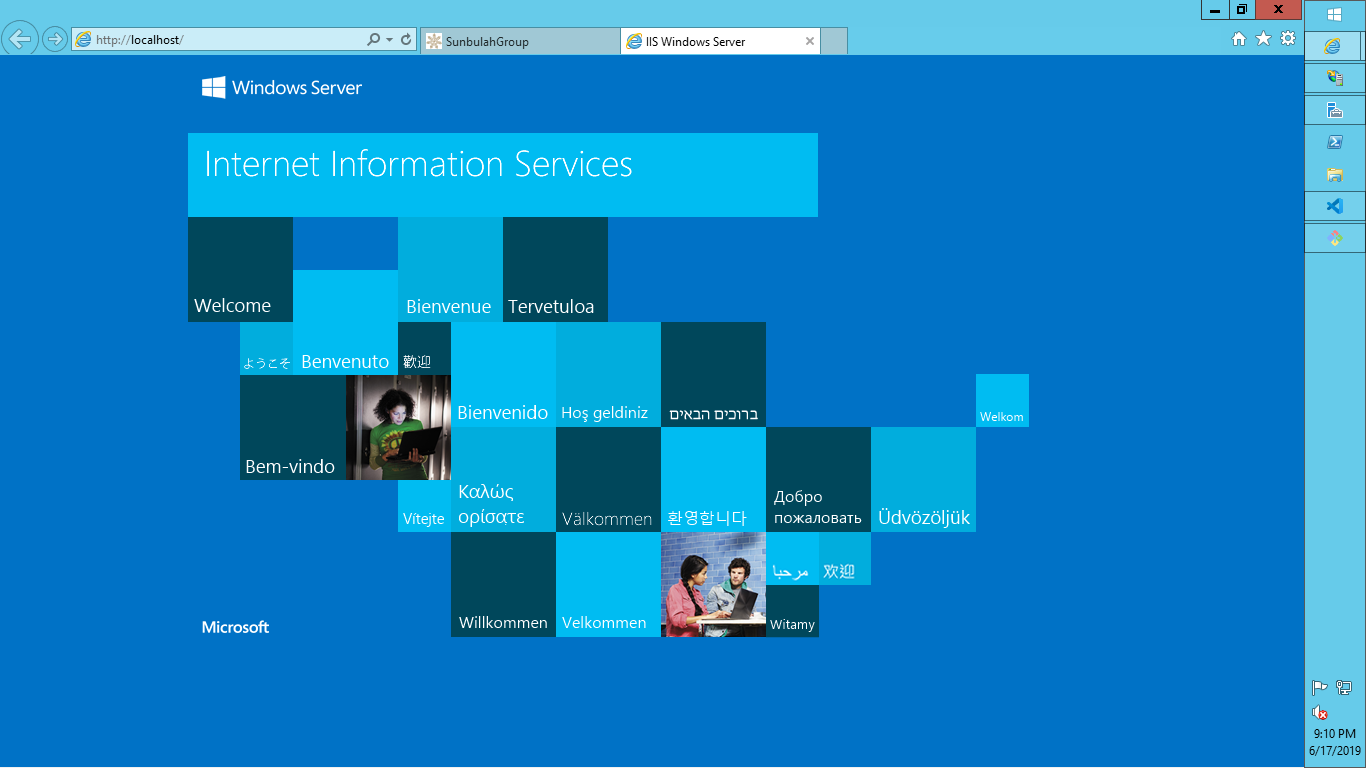 http://localhost/
SunbulahGroup
IIS Windows Server
Windows Server
Internet Information Services
Welcome
Bienvenue
Tervetuloa
ようこそ
Benvenuto
歡迎
Bienvenido
Hoş geldiniz
ברוכים הבאים
Welkom
Bem-vindo
Καλώς
ορίσατε
Vítejte
Välkommen
환영합니다
Добро
пожаловать
Üdvözöljük
Willkommen
Velkommen
مرحبا
欢迎
Witamy
Microsoft
9:10 PM
6/17/2019